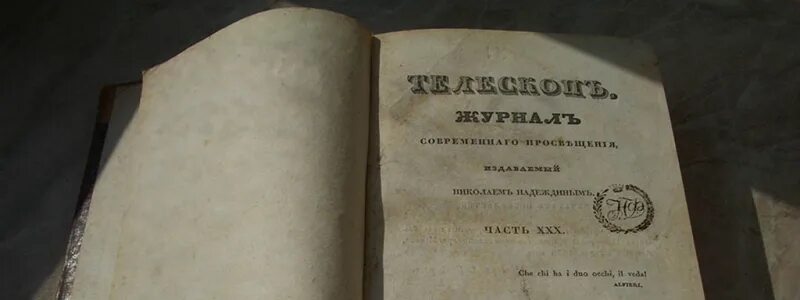 ТЕЛЕСКОПЪ.
ЖУРНАЛЪ
СОВРЕМЕННАГО ПРОСВѢЩЕНІЯ,
ИЗДАВАЕМЫЙ
НИКОЛАЕМЪ НАДЕЖДИНЫМЪ.
ЧАСТЬ XXX.
Che chi ha i duo occhi, il veda!
ALFIERI.